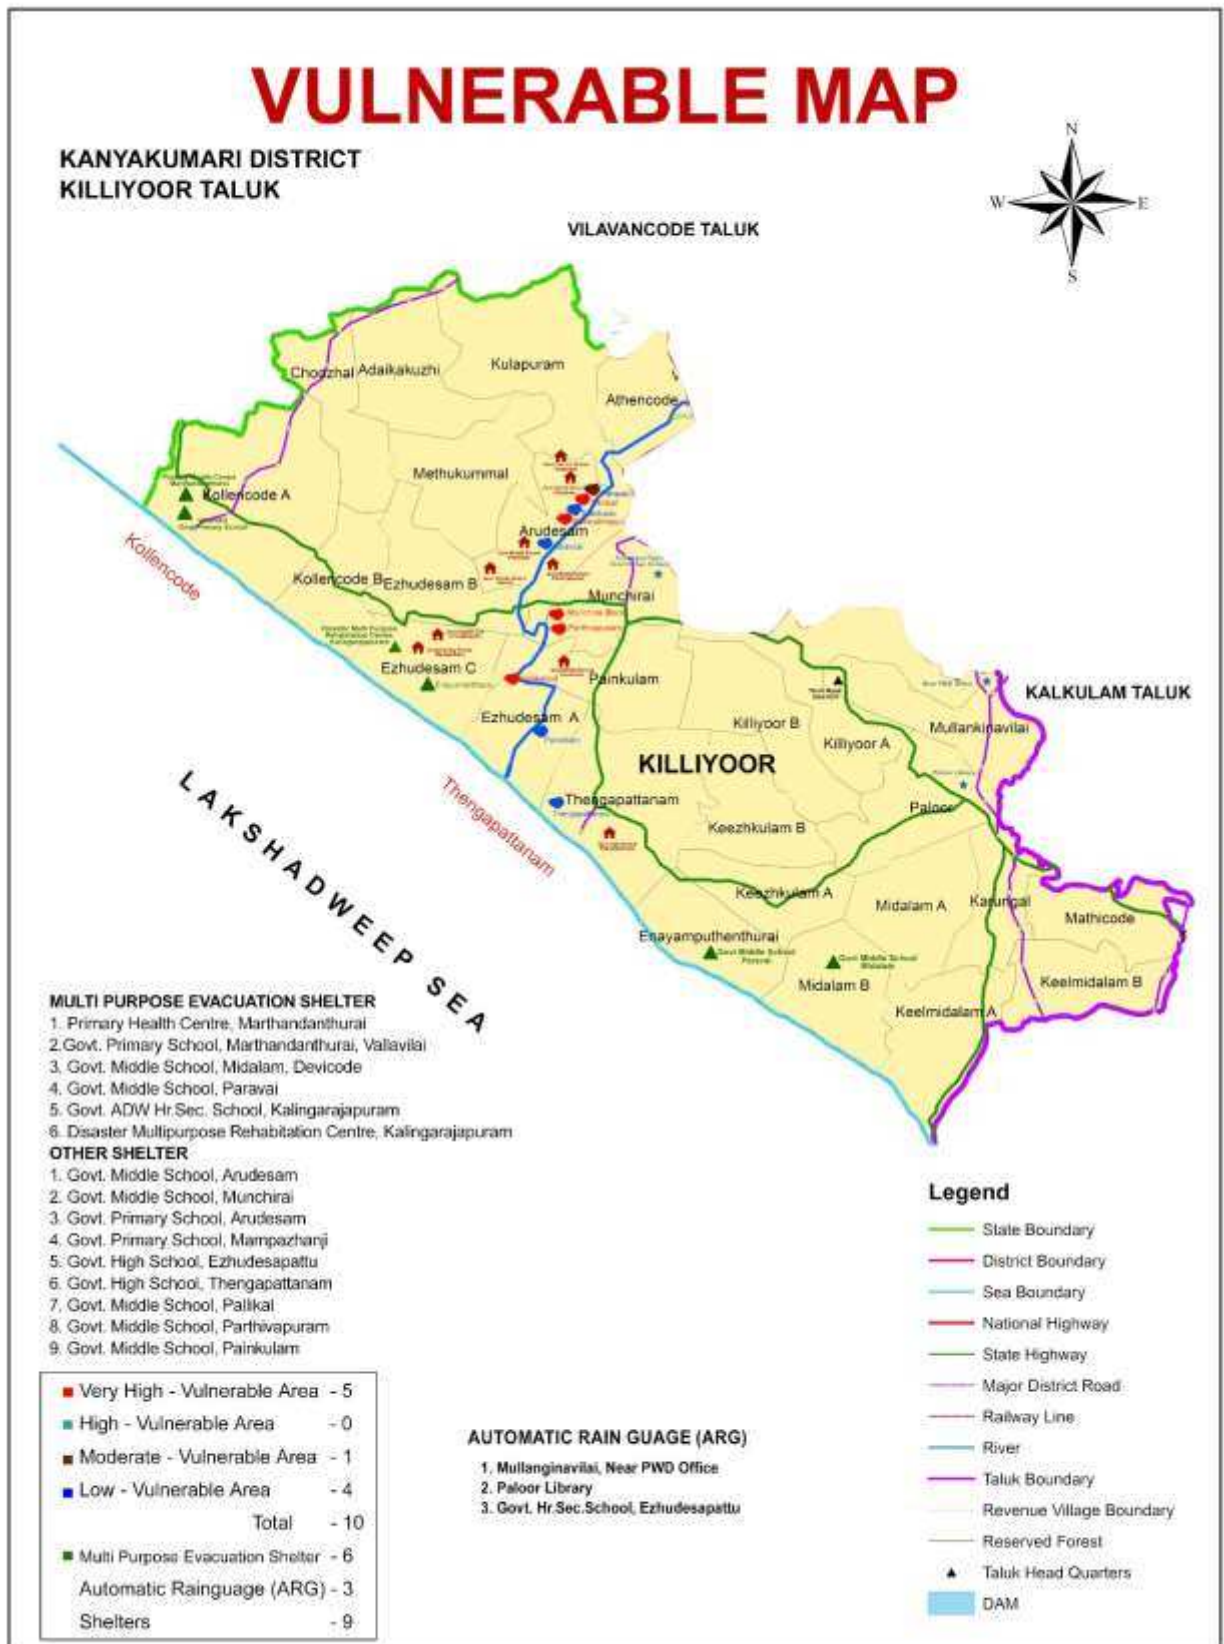 VULNERABLE MAP
KANYAKUMARI DISTRICT
KILLIYOOR TALUK
N
W
E
S
VILAVANCODE TALUK
Kulapuram
Chodzhal
Adaikakuzhi
Athencode
Methukummal
Kollencode A
Arudesam
Kollencode
Kollencode B
Ezhudesam B
Munchirai
Ezhudesam C
Painkulam
KALKULAM TALUK
Ezhudesam A
Killiyoor B
Mullankinavilai
Killiyoor A
KILLIYOOR
Thengapattanam
Paloor
Keezhkulam B
Thengapattanam
LAKSHADWEEP SEA
Keezhkulam A
Midalam A
Karungal
Mathicode
Enayamputhenthurai
Govt Middle School
Paravai
Govt Middle School
Midalam
Midalam B
Keelmidalam B
Keelmidalam A
MULTI PURPOSE EVACUATION SHELTER
1. Primary Health Centre, Marthandanthurai
2.Govt. Primary School, Marthandanthurai, Vallavilai
3. Govt. Middle School, Midalam, Devicode
4. Govt. Middle School, Paravai
5. Govt. ADW Hr.Sec. School, Kalingarajapuram
6. Disaster Multipurpose Rehabitation Centre, Kalingarajapuram
OTHER SHELTER
1. Govt. Middle School, Arudesam
2. Govt. Middle School, Munchirai
3. Govt. Primary School, Arudesam
4. Govt. Primary School, Mampazhanji
5. Govt. High School, Ezhudesapattu
6. Govt. High School, Thengapattanam
7. Govt. Middle School, Pallikal
8. Govt. Middle School, Parthivapuram
9. Govt. Middle School, Painkulam
Very High - Vulnerable Area - 5
High - Vulnerable Area - 0
Moderate - Vulnerable Area - 1
Low - Vulnerable Area - 4
Total - 10
Multi Purpose Evacuation Shelter - 6
Automatic Rainguage (ARG) - 3
Shelters - 9
AUTOMATIC RAIN GUAGE (ARG)
1. Mullanginavilai, Near PWD Office
2. Paloor Library
3. Govt. Hr.Sec.School, Ezhudesapattu
Legend
State Boundary
District Boundary
Sea Boundary
National Highway
State Highway
Major District Road
Railway Line
River
Taluk Boundary
Revenue Village Boundary
Reserved Forest
Taluk Head Quarters
DAM